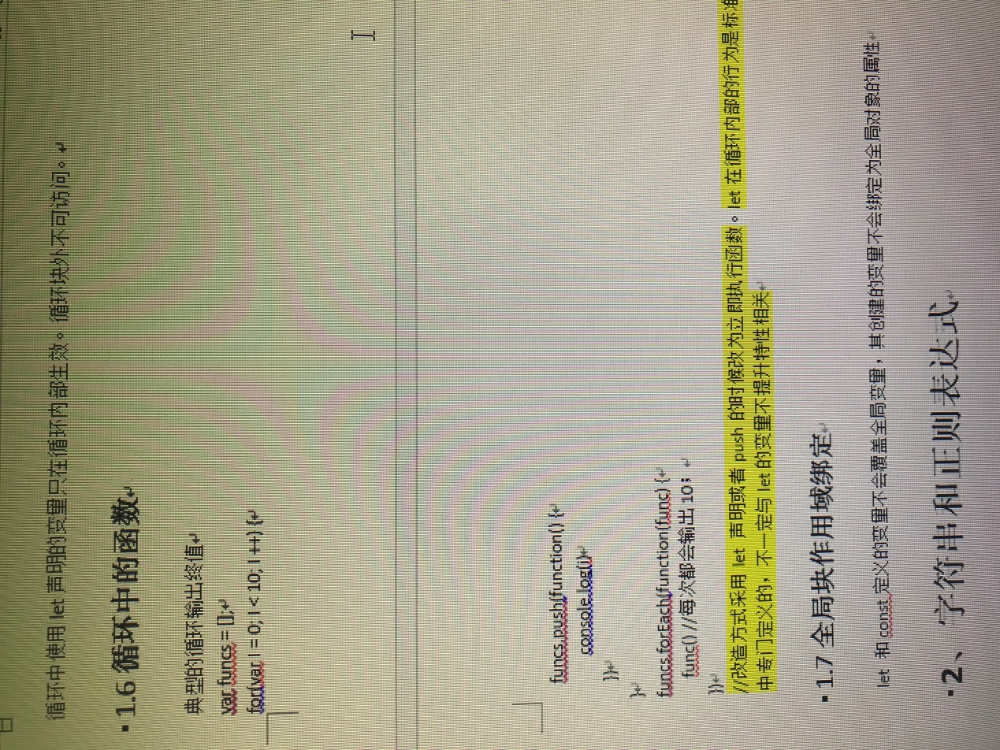 循环中使用 let 声明的变量只在循环内部生效。循环块外不可访问。
1.6 循环中的函数
典型的循环输出终值
var funcs = [];
for(var I = 0; I < 10; I ++) {
funcs.push(function() {
console.log(i)
})
}
funcs.forEach(function(func) {
func() //每次都会输出 10;
})
//改造方式采用 let 声明或者 push 的时候改为立即执行函数。let 在循环内部的行为是标准
中专门定义的，不一定与 let 的变量不提升特性相关
1.7 全局块作用域绑定
let 和 const 定义的变量不会覆盖全局变量，其创建的变量不会绑定为全局对象的属性
2、字符串和正则表达式